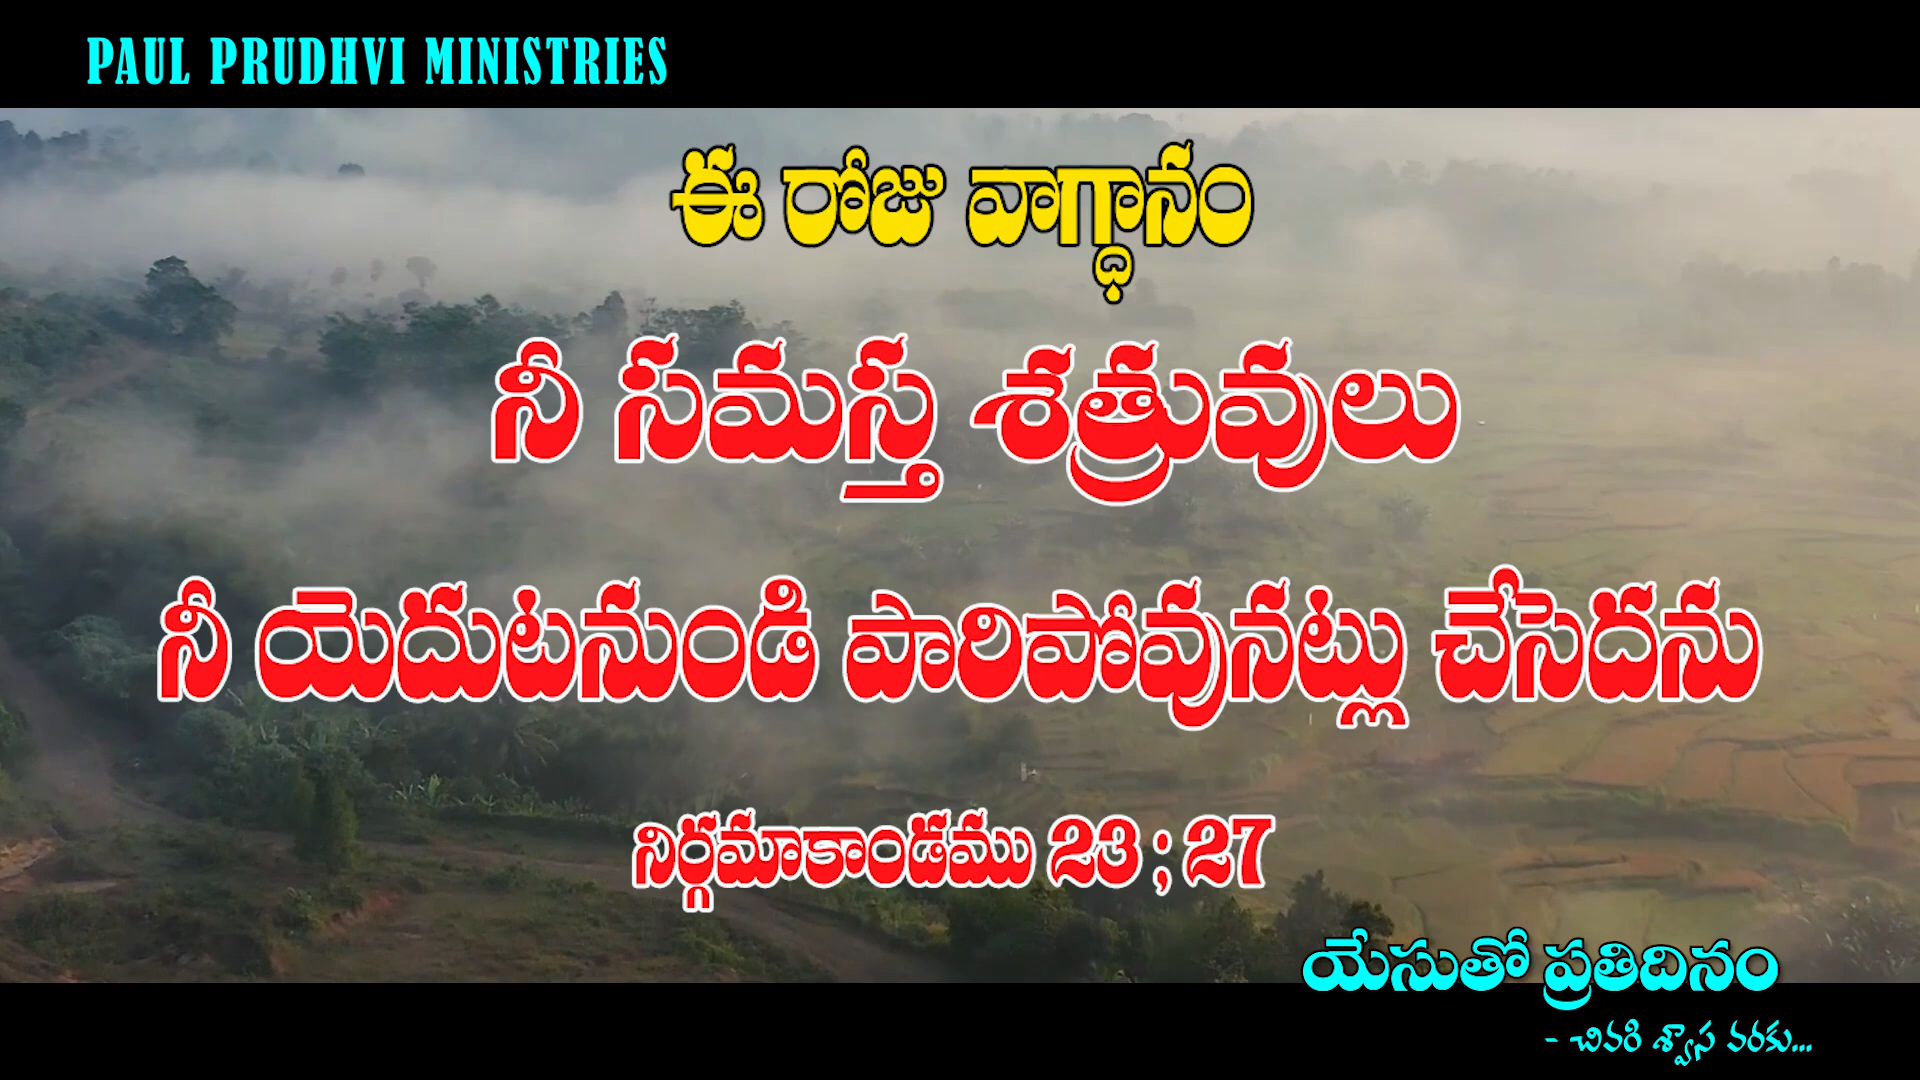 PAUL PRUDHVI MINISTRIES
ఈ రోజు వాగ్ధానం
నీ సమస్త శత్రువులు
నీ యెదుటనుండి పారిపోవునట్లు చేసెదను
నిర్గమాకాండము 23 ; 27
యేసుతో ప్రతిదినం
- చివరి శ్వాస వరకు...